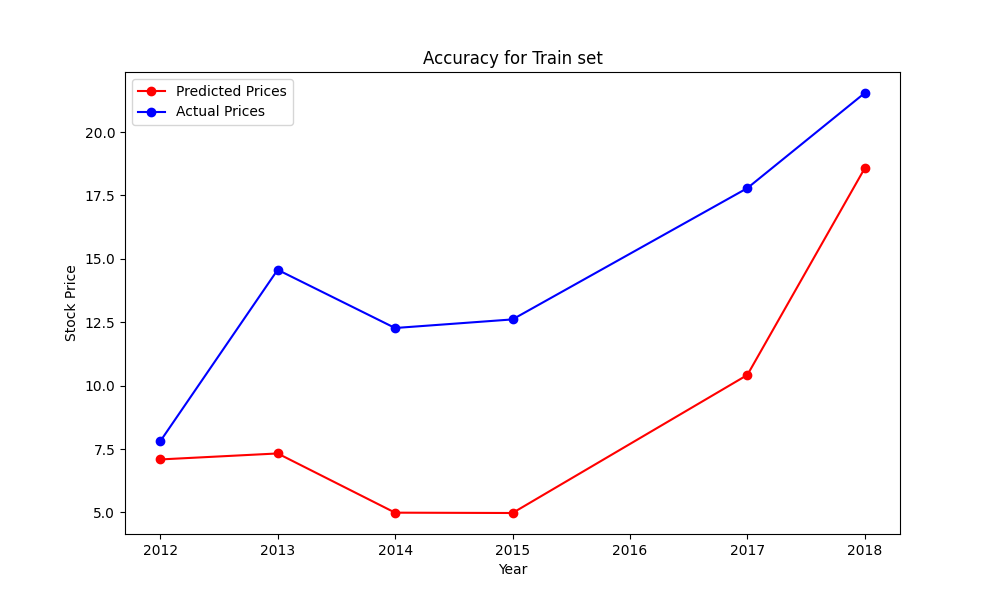 Accuracy for Train set
Predicted Prices
Actual Prices
20.0
17.5
15.0
12.5
10.0
7.5
5.0
Stock Price
2012 2013 2014 2015 2016 2017 2018
Year